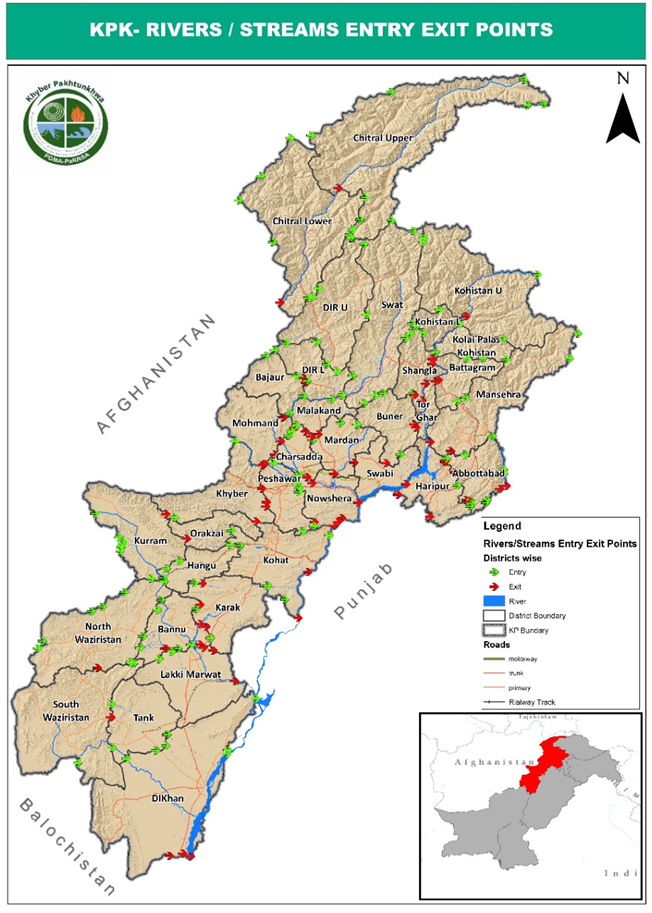 KPK- RIVERS / STREAMS ENTRY EXIT POINTS
Khyber Pakhtunkhwa
PDMA-PaRRSA
N
Chitral Upper
Chitral Lower
Kohistan U
DIR U
Swat
Kohistan L
Kolai Palas
Kohistan
Battagram
Shangla
Bajaur
DIR L
Mansehra
Tor
Ghar
Malakand
Buner
Mohmand
Mardan
Charsadda
Swabi
Abbottabad
Peshawar
Haripur
Khyber
Nowshera
Orakzai
Kurram
Hangu
Kohat
Karak
North
Waziristan
Bannu
Lakki Marwat
South
Waziristan
Tank
DIKhan
AFGHANISTAN
Punjab
Balochistan
Legend
Rivers/Streams Entry Exit Points
Districts wise
Entry
Exit
River
District Boundary
KP Bundary
Roads
motorway
trunk
primary
Rialway Track
Tajikistan
Afghanistan
Indi